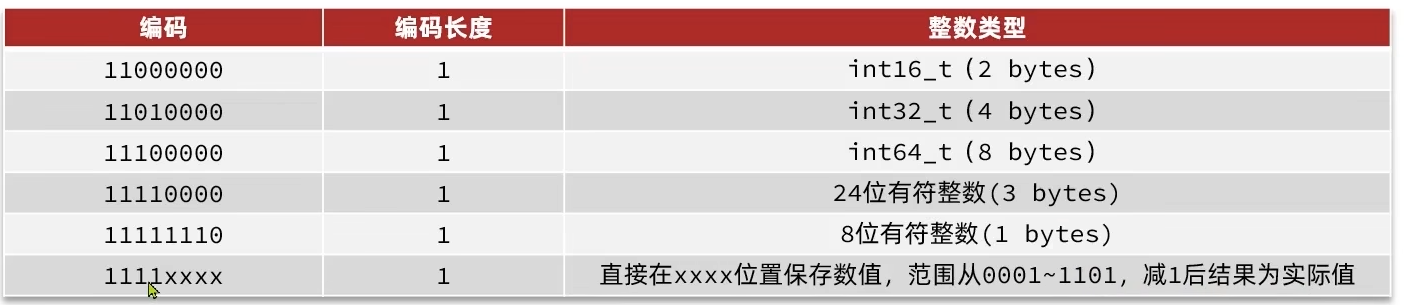 编码 编码长度 整数类型
11000000 1 int16_t (2 bytes)
11010000 1 int32_t (4 bytes)
11100000 1 int64_t (8 bytes)
11110000 1 24位有符整数(3 bytes)
11111110 1 8位有符整数(1 bytes)
1111xxxx 1 直接在xxxx位置保存数值，范围从0001~1101，减1后结果为实际值